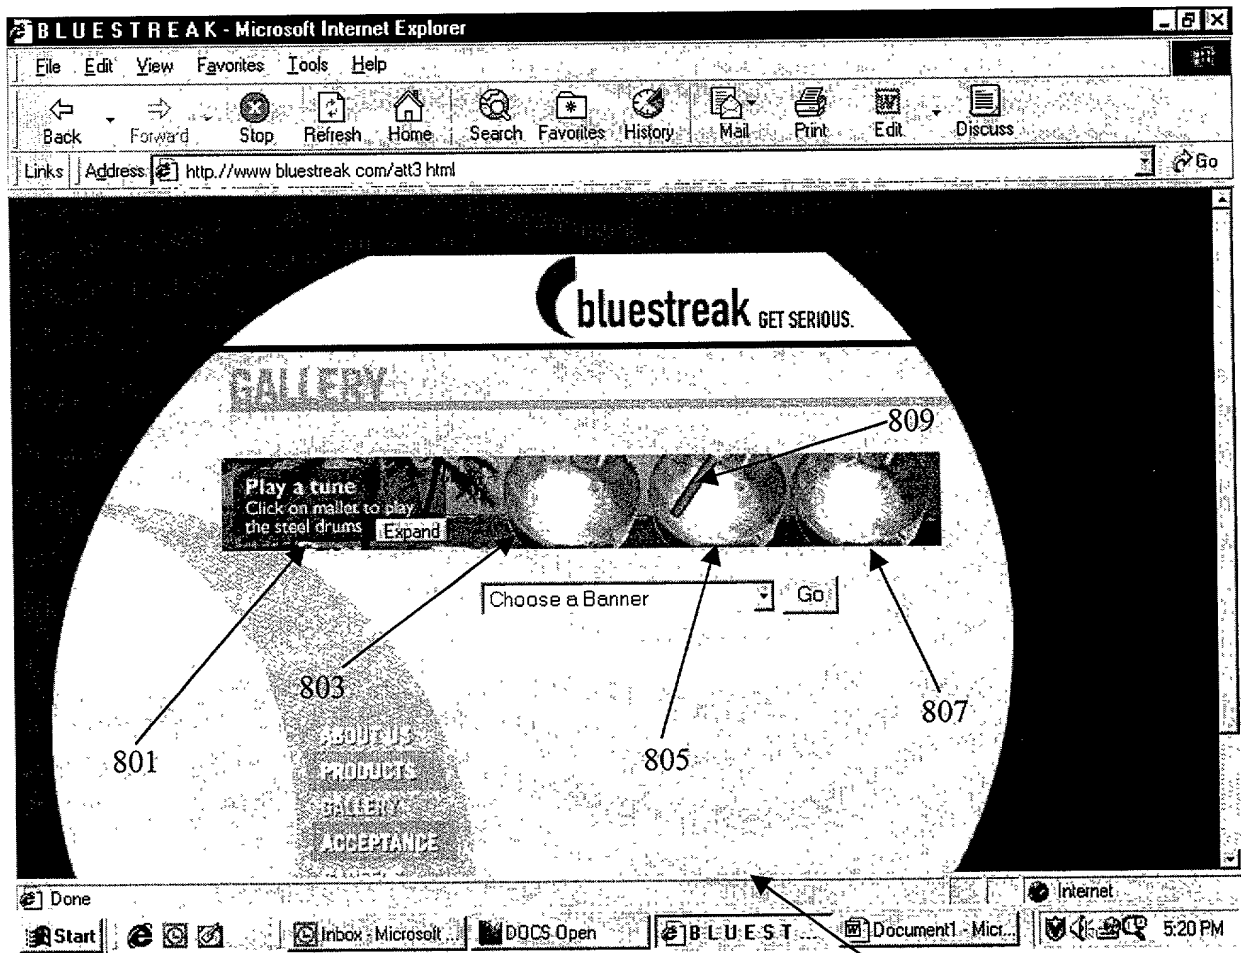 B L U E S T R E A K - Microsoft Internet Explorer
File Edit View Favorites Tools Help
Back Forward Stop Refresh Home Search Favorites History Mail Print Edit Discuss
Links Address http://www bluestreak com/att3 html Go
bluestreak GET SERIOUS.
GALLERY
809
Play a tune
Click on mallet to play
the steel drums
Expand
Choose a Banner Go
803
807
801
805
ABOUT US
PRODUCTS
GALLERY
ACCEPTANCE
Done Internet
Start Inbox - Microsoft ... DOCS Open B L U E S T ... Document1 - Micr... 5:20 PM